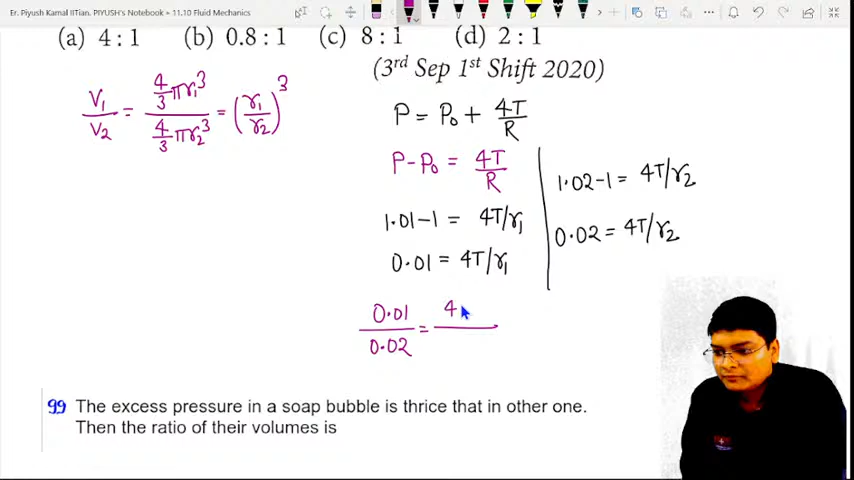 Er. Piyush Kamal IITian. PIYUSH's Notebook » 11.10 Fluid Mechanics
Share
(a) 4 : 1 (b) 0.8 : 1 (c) 8 : 1 (d) 2 : 1
(3rd Sep 1st Shift 2020)
V1/V2 = (4/3 πr1³)/(4/3 πr2³) = (r1/r2)³
P = P0 + 4T/R
P-P0 = 4T/R
1.01-1 = 4T/r1
0.01 = 4T/r1
1.02-1 = 4T/r2
0.02 = 4T/r2
0.01/0.02 = 4
99 The excess pressure in a soap bubble is thrice that in other one.
Then the ratio of their volumes is